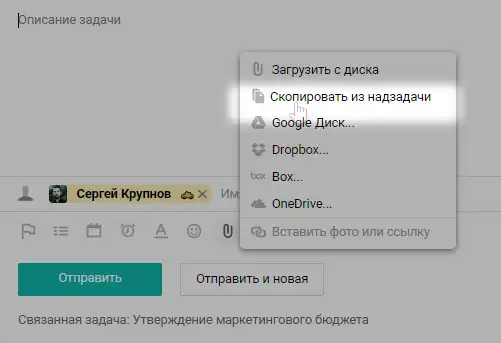 Описание задачи
Загрузить с диска
Скопировать из надзадачи
Google Диск...
Dropbox...
box Box...
OneDrive...
Сергей Крупнов Им
Вставить фото или ссылку
Отправить Отправить и новая
Связанная задача: Утверждение маркетингового бюджета